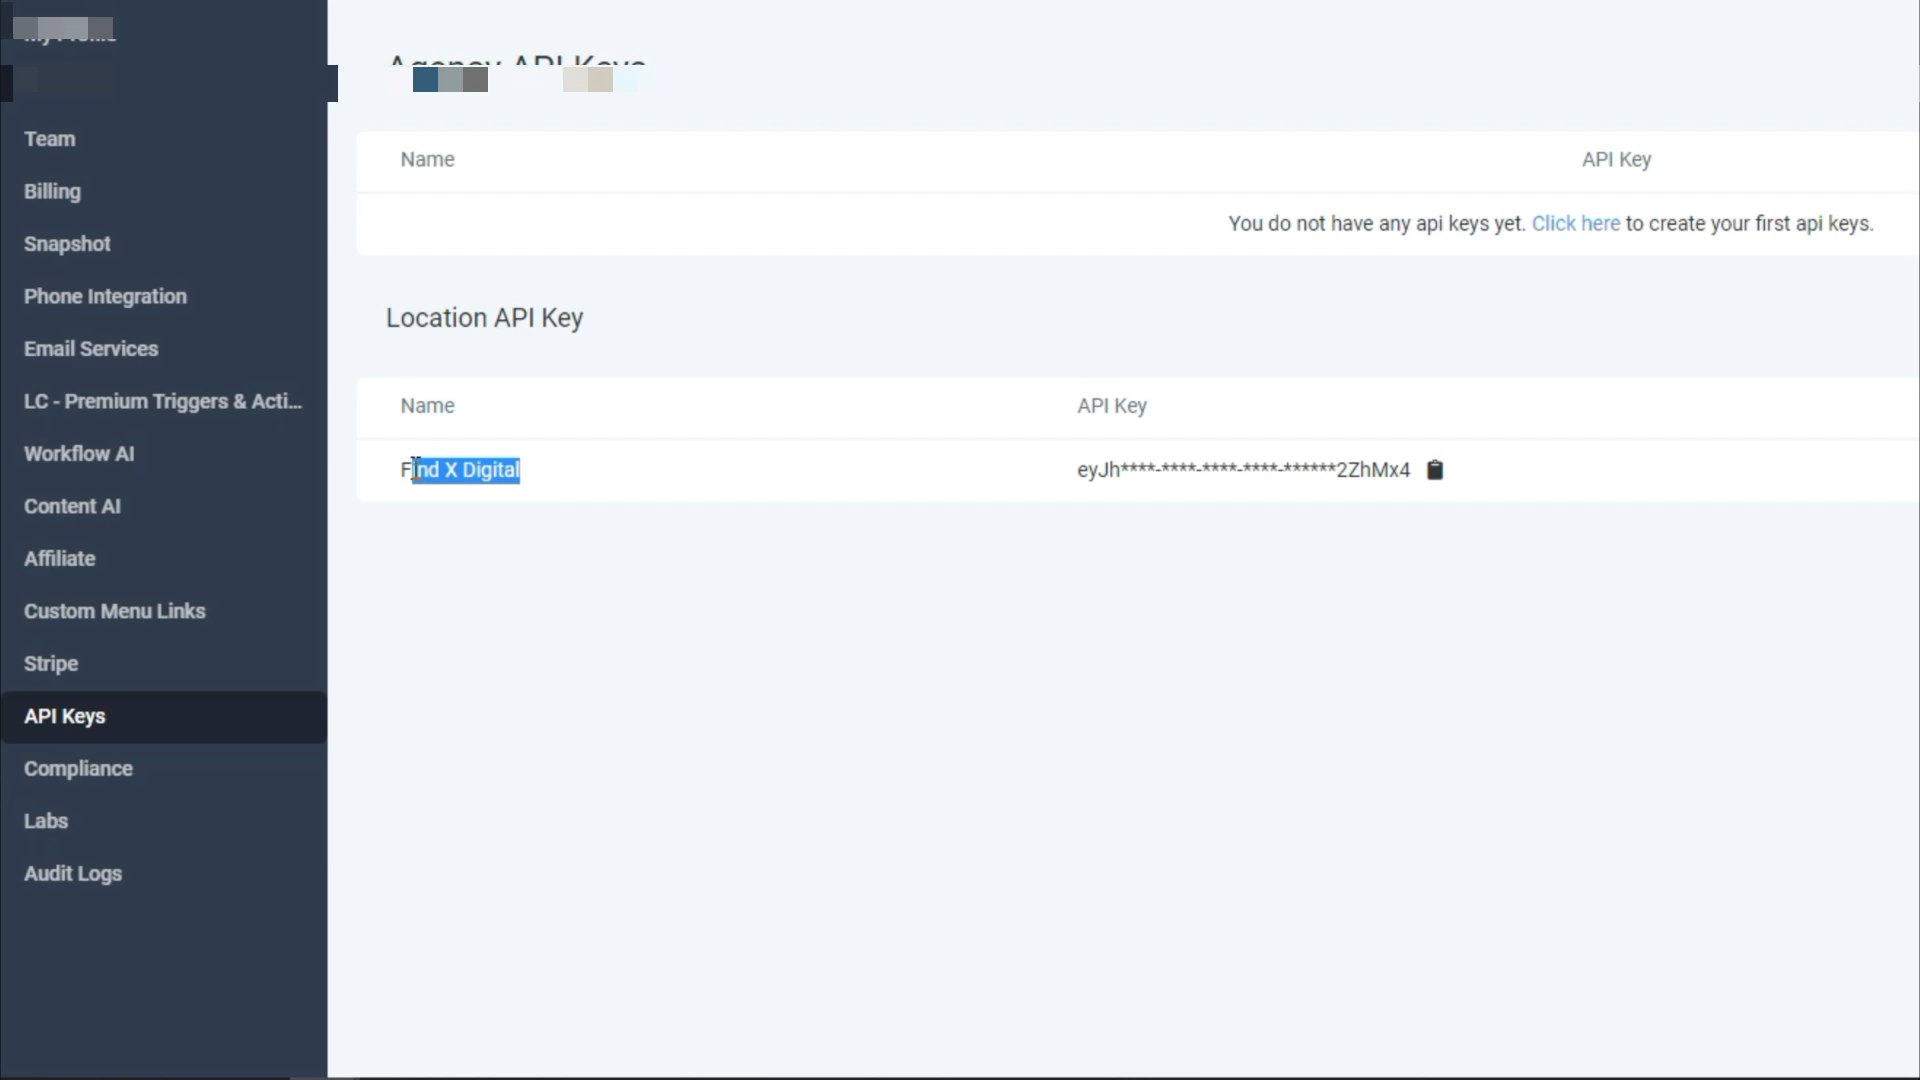 My Profile
Team
Billing
Snapshot
Phone Integration
Email Services
LC - Premium Triggers & Acti...
Workflow AI
Content AI
Affiliate
Custom Menu Links
Stripe
API Keys
Compliance
Labs
Audit Logs
Agency API Keys
Name API Key
You do not have any api keys yet. Click here to create your first api keys.
Location API Key
Name API Key
Find X Digital eyJh****-****-****-****-******2ZhMx4